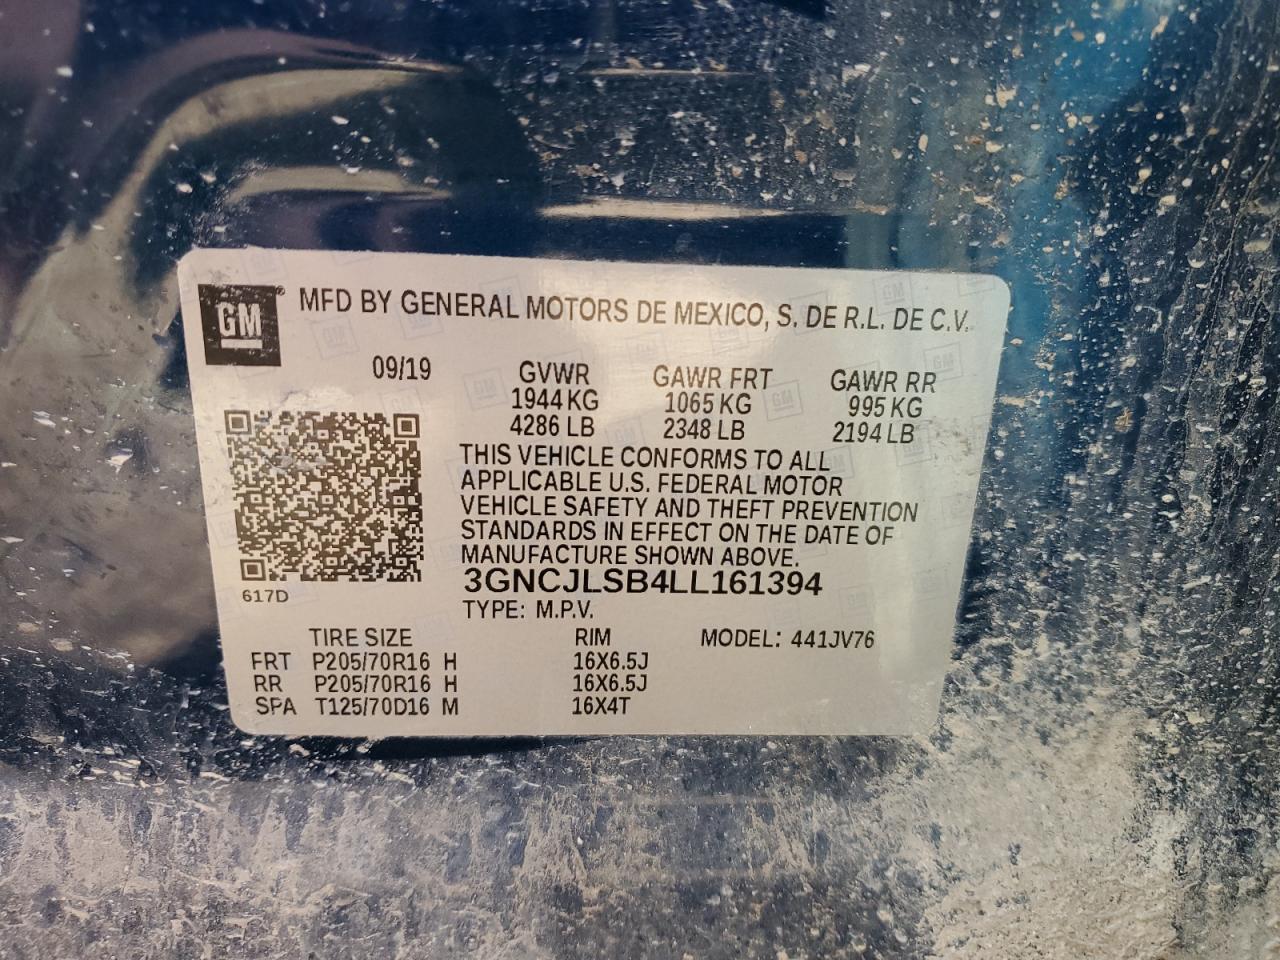 GM
MFD BY GENERAL MOTORS DE MEXICO, S. DE R.L. DE C.V.
09/19 GVWR GAWR FRT GAWR RR
1944 KG 1065 KG 995 KG
4286 LB 2348 LB 2194 LB
THIS VEHICLE CONFORMS TO ALL
APPLICABLE U.S. FEDERAL MOTOR
VEHICLE SAFETY AND THEFT PREVENTION
STANDARDS IN EFFECT ON THE DATE OF
MANUFACTURE SHOWN ABOVE.
3GNCJLSB4LL161394
617D
TYPE: M.P.V.
TIRE SIZE RIM MODEL: 441JV76
FRT P205/70R16 H 16X6.5J
RR P205/70R16 H 16X6.5J
SPA T125/70D16 M 16X4T